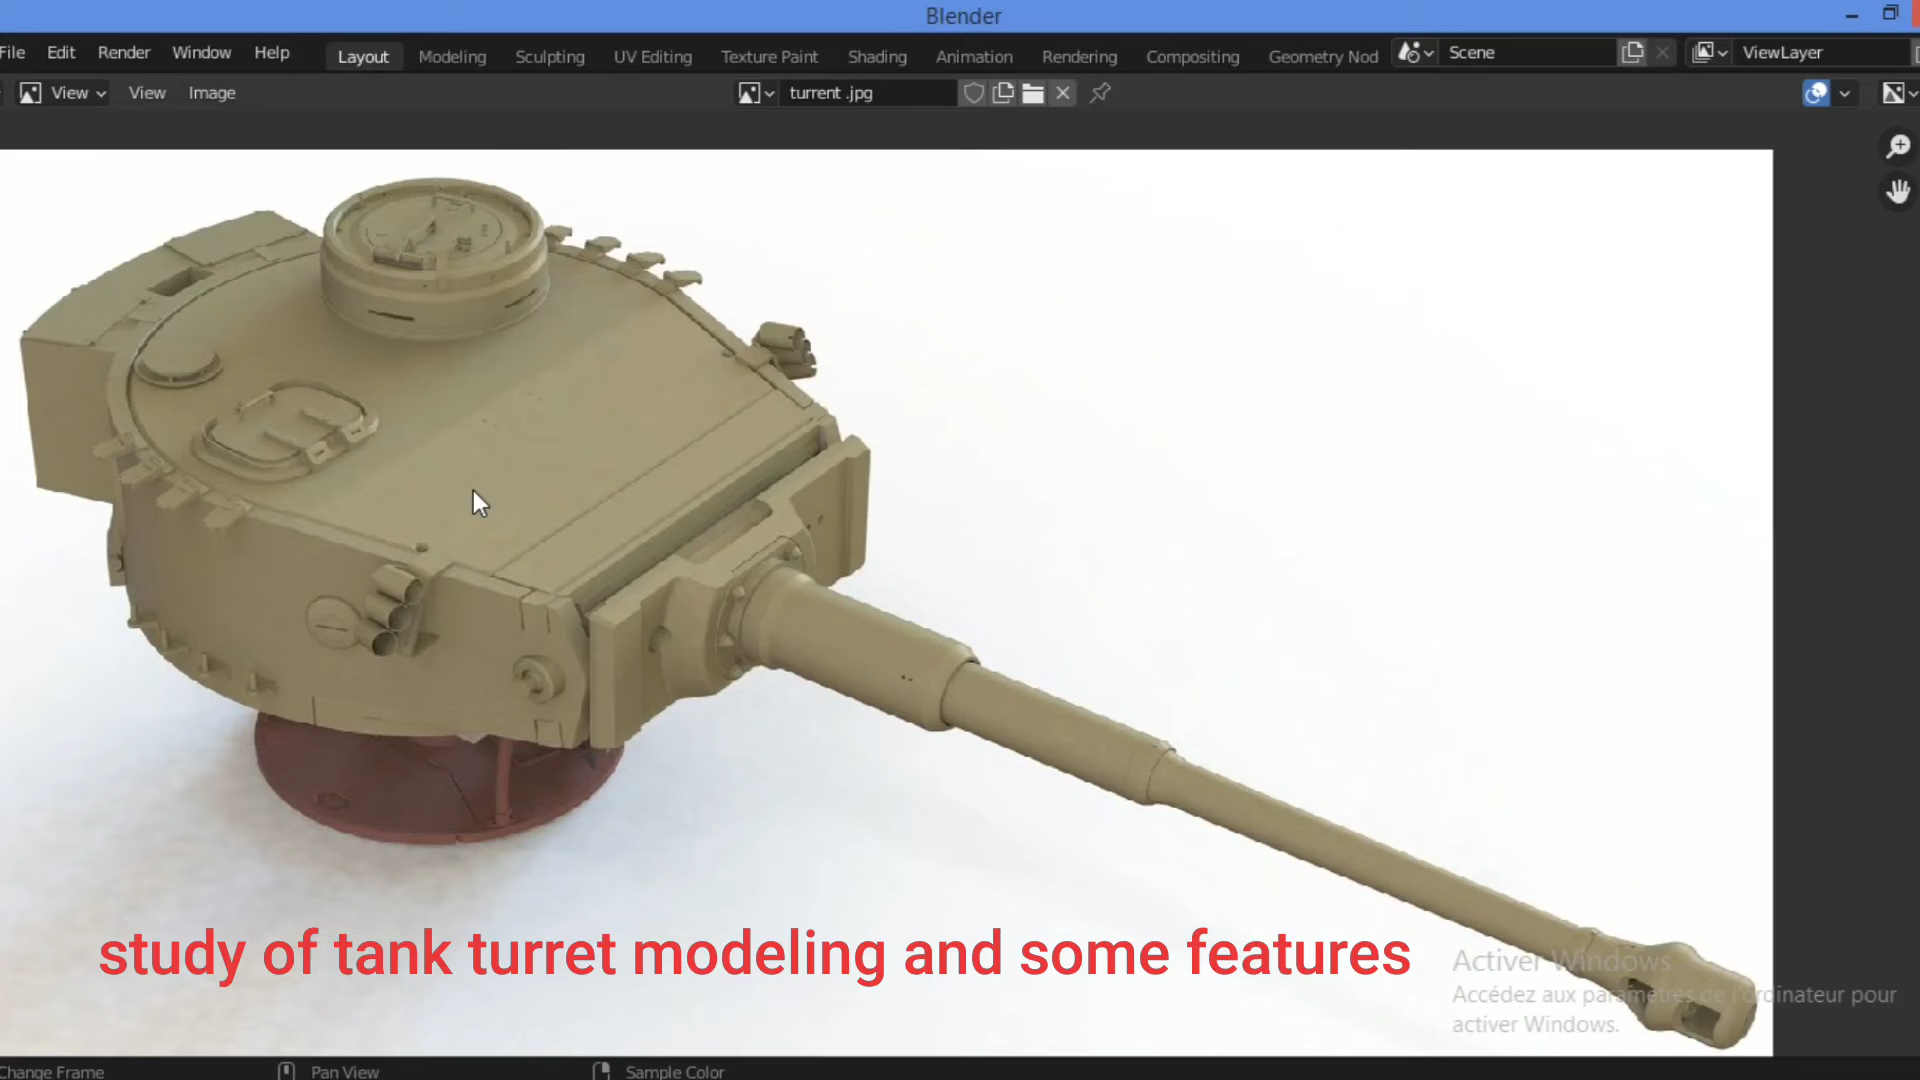 Blender
File Edit Render Window Help Layout Modeling Sculpting UV Editing Texture Paint Shading Animation Rendering Compositing Geometry Nod Scene ViewLayer
View View Image turrent .jpg
study of tank turret modeling and some features
Activer Windows
Accédez aux paramètres de l'ordinateur pour
activer Windows.
Change Frame Pan View Sample Color